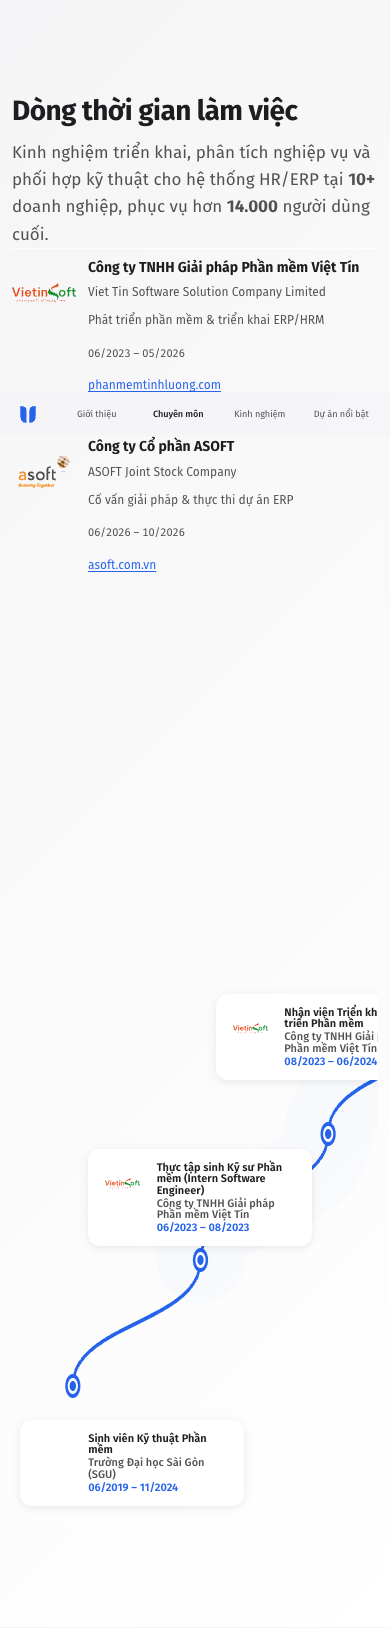 Dòng thời gian làm việc
Kinh nghiệm triển khai, phân tích nghiệp vụ và
phối hợp kỹ thuật cho hệ thống HR/ERP tại 10+
doanh nghiệp, phục vụ hơn 14.000 người dùng
cuối.
VietinSoft
Công ty TNHH Giải pháp Phần mềm Việt Tín
Viet Tin Software Solution Company Limited
Phát triển phần mềm & triển khai ERP/HRM
06/2023 – 05/2026
phanmemtinhluong.com
Giới thiệu
Chuyên môn
Kinh nghiệm
Dự án nổi bật
asoft
Growing Together
Công ty Cổ phần ASOFT
ASOFT Joint Stock Company
Cố vấn giải pháp & thực thi dự án ERP
06/2026 – 10/2026
asoft.com.vn
VietinSoft
Nhân viên Triển kh
triển Phần mềm
Công ty TNHH Giải
Phần mềm Việt Tín
08/2023 – 06/2024
VietinSoft
Thực tập sinh Kỹ sư Phần
mềm (Intern Software
Engineer)
Công ty TNHH Giải pháp
Phần mềm Việt Tín
06/2023 – 08/2023
Sinh viên Kỹ thuật Phần
mềm
Trường Đại học Sài Gòn
(SGU)
06/2019 – 11/2024